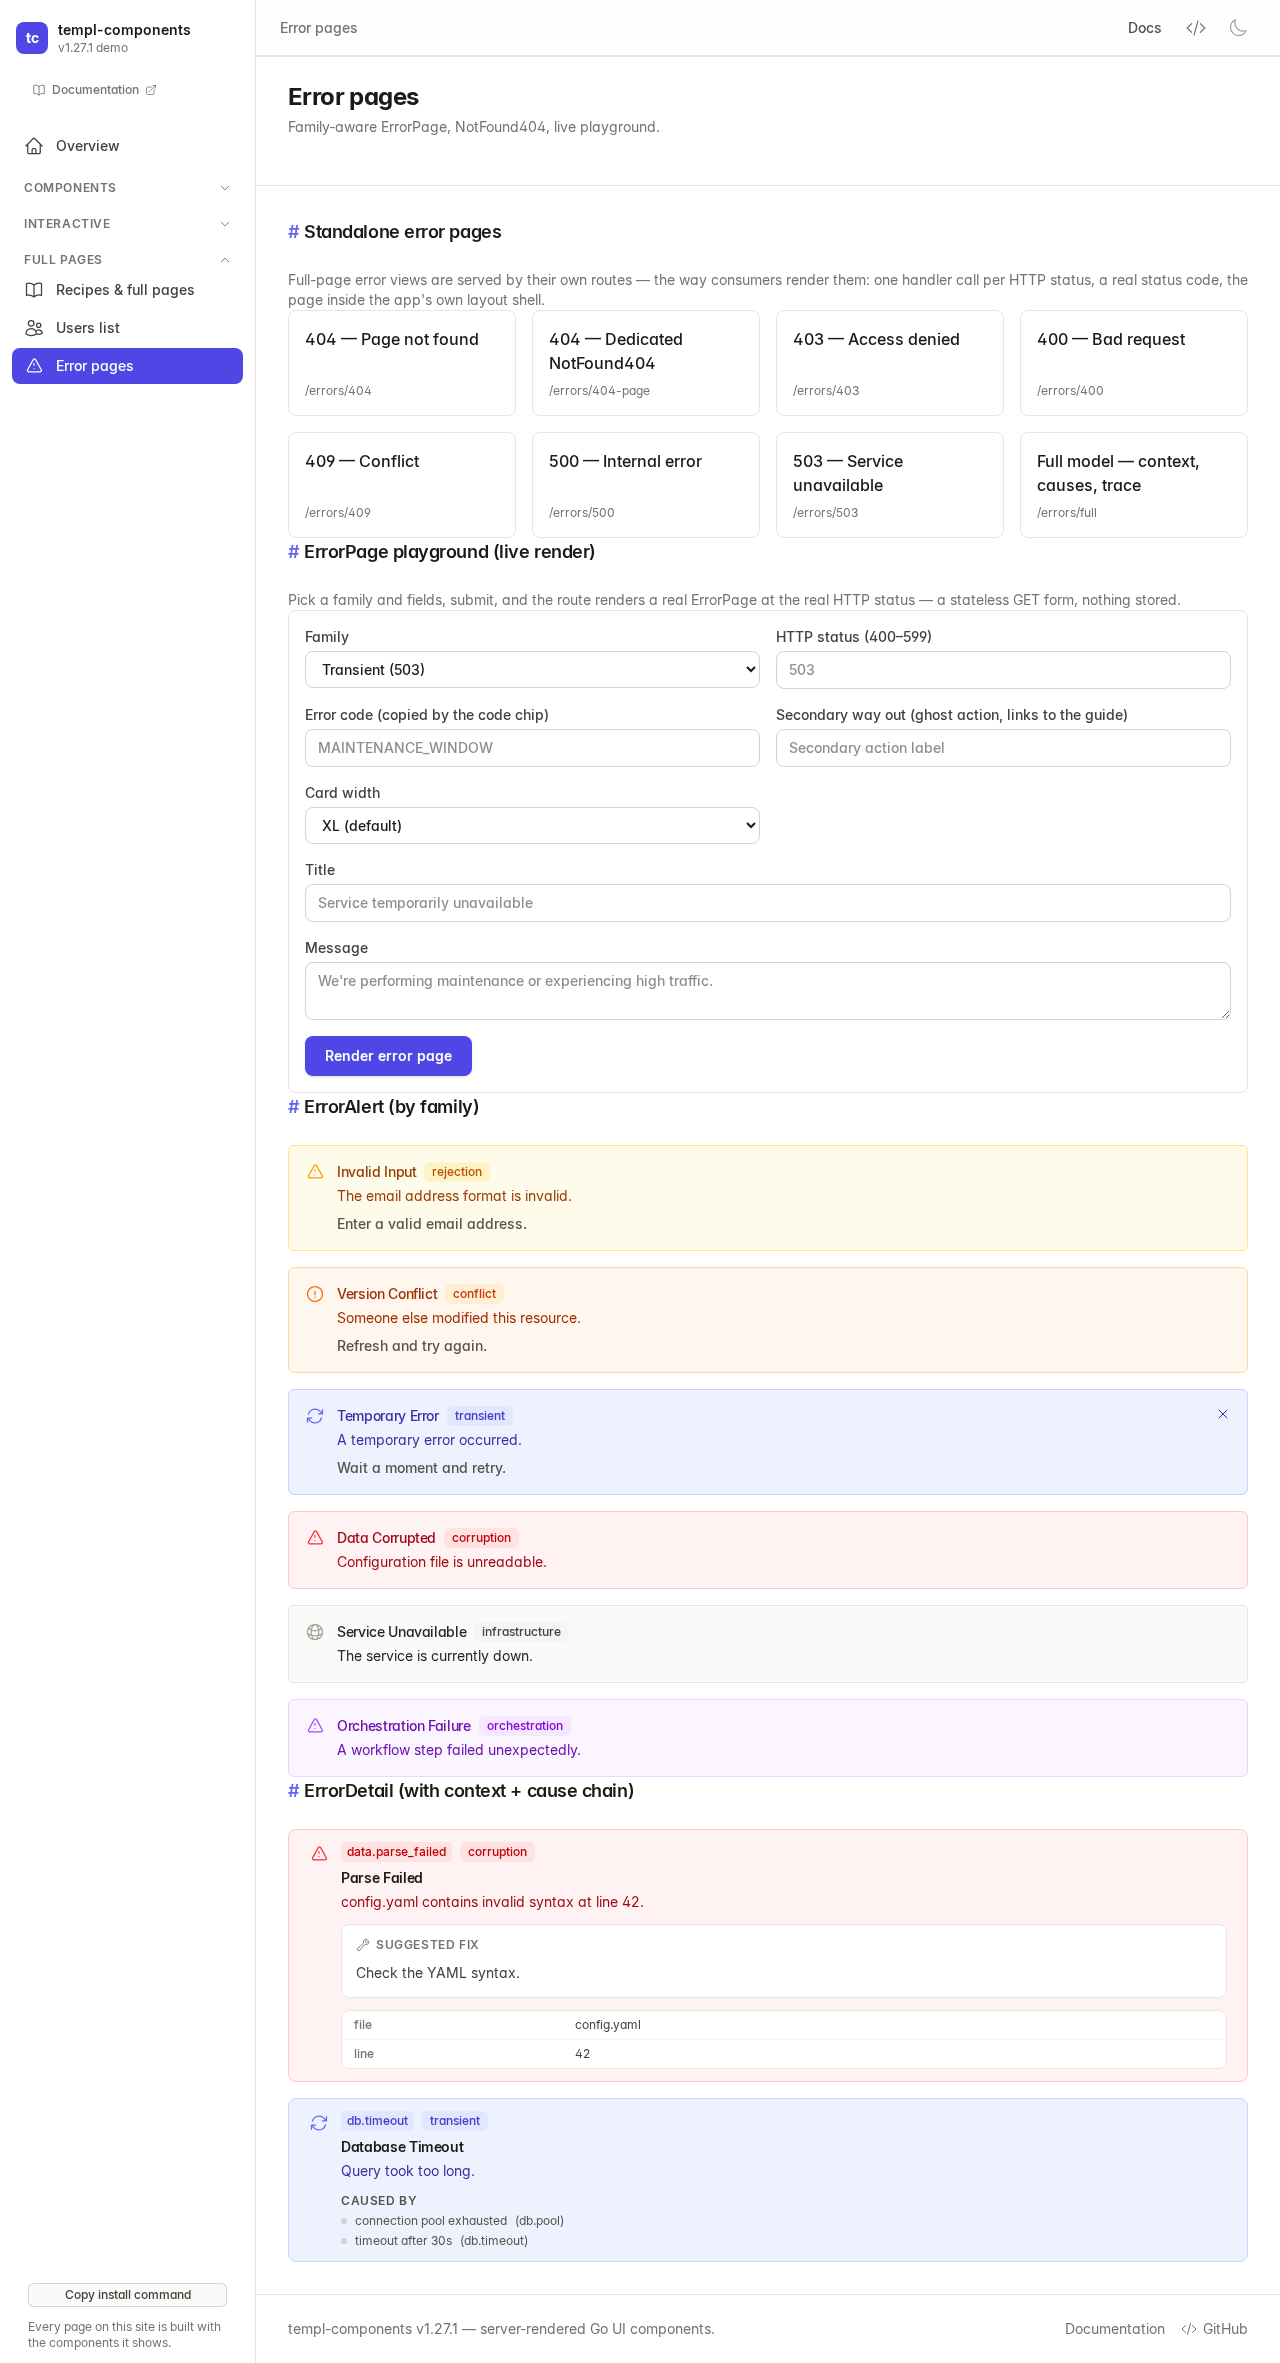 tc
templ-components
v1.27.1 demo
Documentation
Overview
COMPONENTS
INTERACTIVE
FULL PAGES
Recipes & full pages
Users list
Error pages
Copy install command
Every page on this site is built with
the components it shows.
Error pages
Docs
Error pages
Family-aware ErrorPage, NotFound404, live playground.
# Standalone error pages
Full-page error views are served by their own routes — the way consumers render them: one handler call per HTTP status, a real status code, the
page inside the app's own layout shell.
404 — Page not found
/errors/404
404 — Dedicated
NotFound404
/errors/404-page
403 — Access denied
/errors/403
400 — Bad request
/errors/400
409 — Conflict
/errors/409
500 — Internal error
/errors/500
503 — Service
unavailable
/errors/503
Full model — context,
causes, trace
/errors/full
# ErrorPage playground (live render)
Pick a family and fields, submit, and the route renders a real ErrorPage at the real HTTP status — a stateless GET form, nothing stored.
Family
Transient (503)
HTTP status (400–599)
503
Error code (copied by the code chip)
MAINTENANCE_WINDOW
Secondary way out (ghost action, links to the guide)
Secondary action label
Card width
XL (default)
Title
Service temporarily unavailable
Message
We're performing maintenance or experiencing high traffic.
Render error page
# ErrorAlert (by family)
Invalid Input rejection
The email address format is invalid.
Enter a valid email address.
Version Conflict conflict
Someone else modified this resource.
Refresh and try again.
Temporary Error transient
A temporary error occurred.
Wait a moment and retry.
Data Corrupted corruption
Configuration file is unreadable.
Service Unavailable infrastructure
The service is currently down.
Orchestration Failure orchestration
A workflow step failed unexpectedly.
# ErrorDetail (with context + cause chain)
data.parse_failed corruption
Parse Failed
config.yaml contains invalid syntax at line 42.
SUGGESTED FIX
Check the YAML syntax.
file config.yaml
line 42
db.timeout transient
Database Timeout
Query took too long.
CAUSED BY
connection pool exhausted (db.pool)
timeout after 30s (db.timeout)
templ-components v1.27.1 — server-rendered Go UI components.
Documentation
GitHub